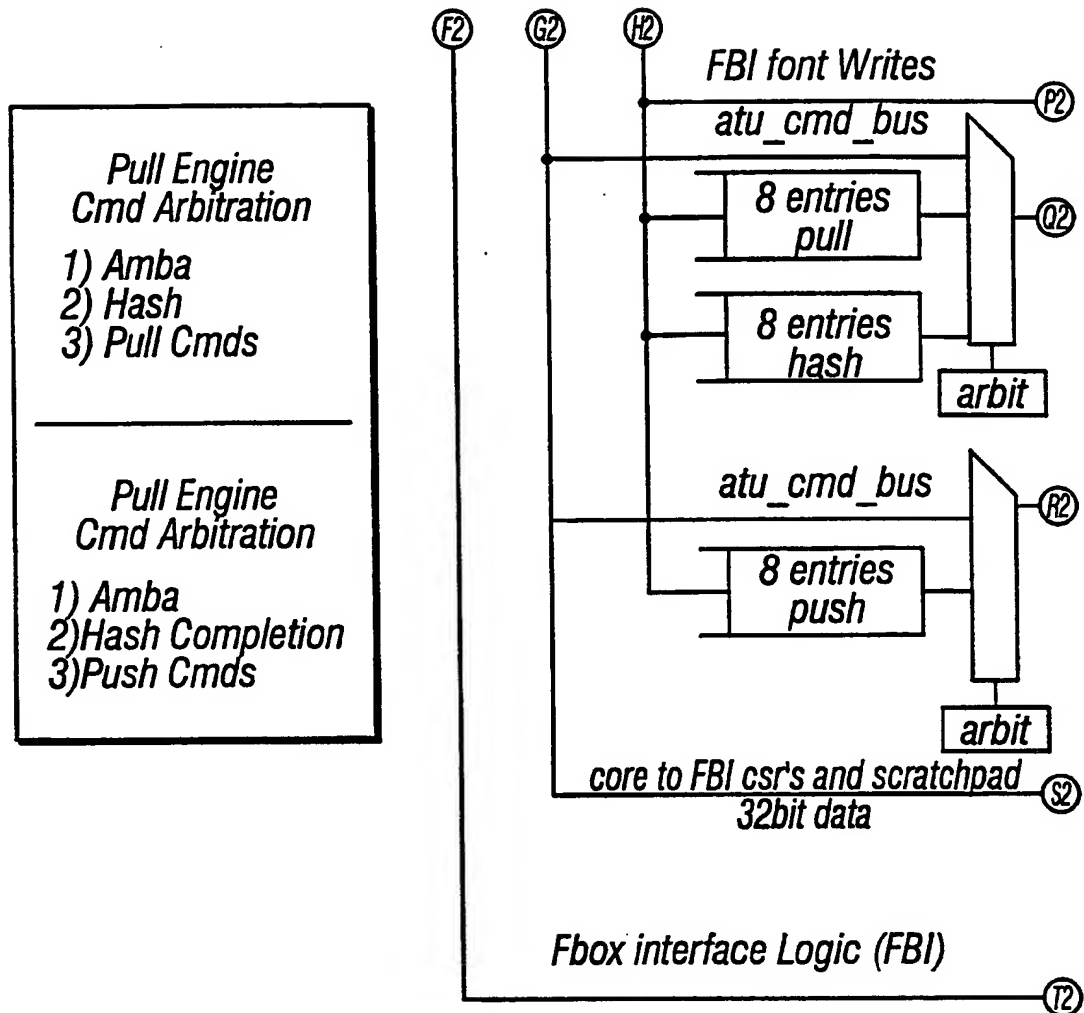 F2
G2
H2
FBI font Writes
P2
atu_cmd_bus
8 entries
pull
Q2
8 entries
hash
arbit
atu_cmd_bus
R2
8 entries
push
arbit
core to FBI csr's and scratchpad
32bit data
S2
Fbox interface Logic (FBI)
T2
Pull Engine
Cmd Arbitration
1) Amba
2) Hash
3) Pull Cmds
Pull Engine
Cmd Arbitration
1) Amba
2)Hash Completion
3)Push Cmds